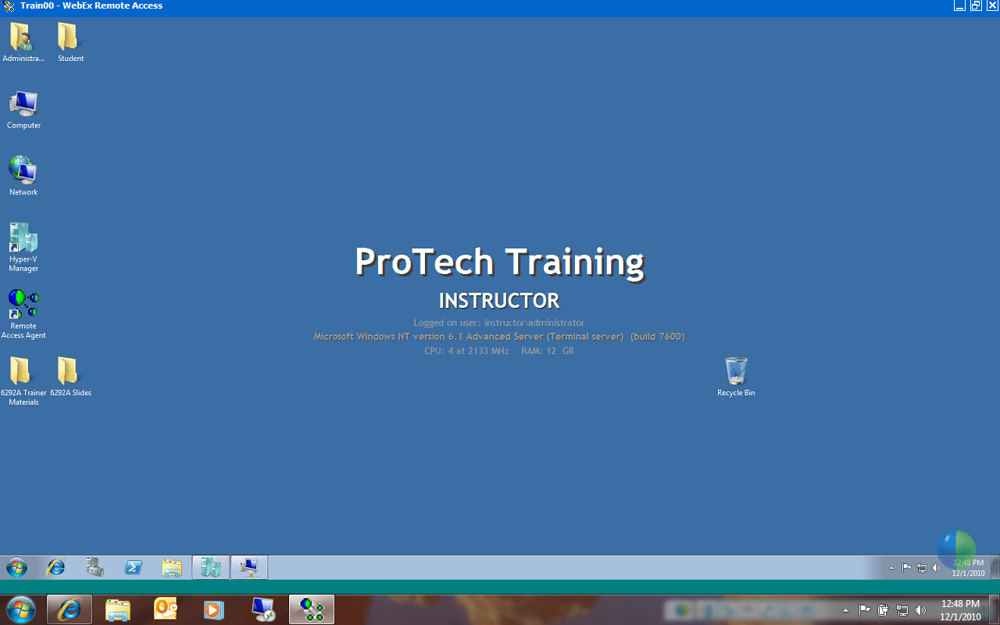 Train00 - WebEx Remote Access
Administra...
Student
Computer
Network
Hyper-V
Manager
Remote
Access Agent
6292A Trainer
Materials
6292A Slides
ProTech Training
INSTRUCTOR
Logged on user: instructor\administrator
Microsoft Windows NT version 6.1 Advanced Server (Terminal server) (build 7600)
CPU: 4 at 2133 MHz RAM: 12 GB
Recycle Bin
12:48 PM
12/1/2010
12:48 PM
12/1/2010